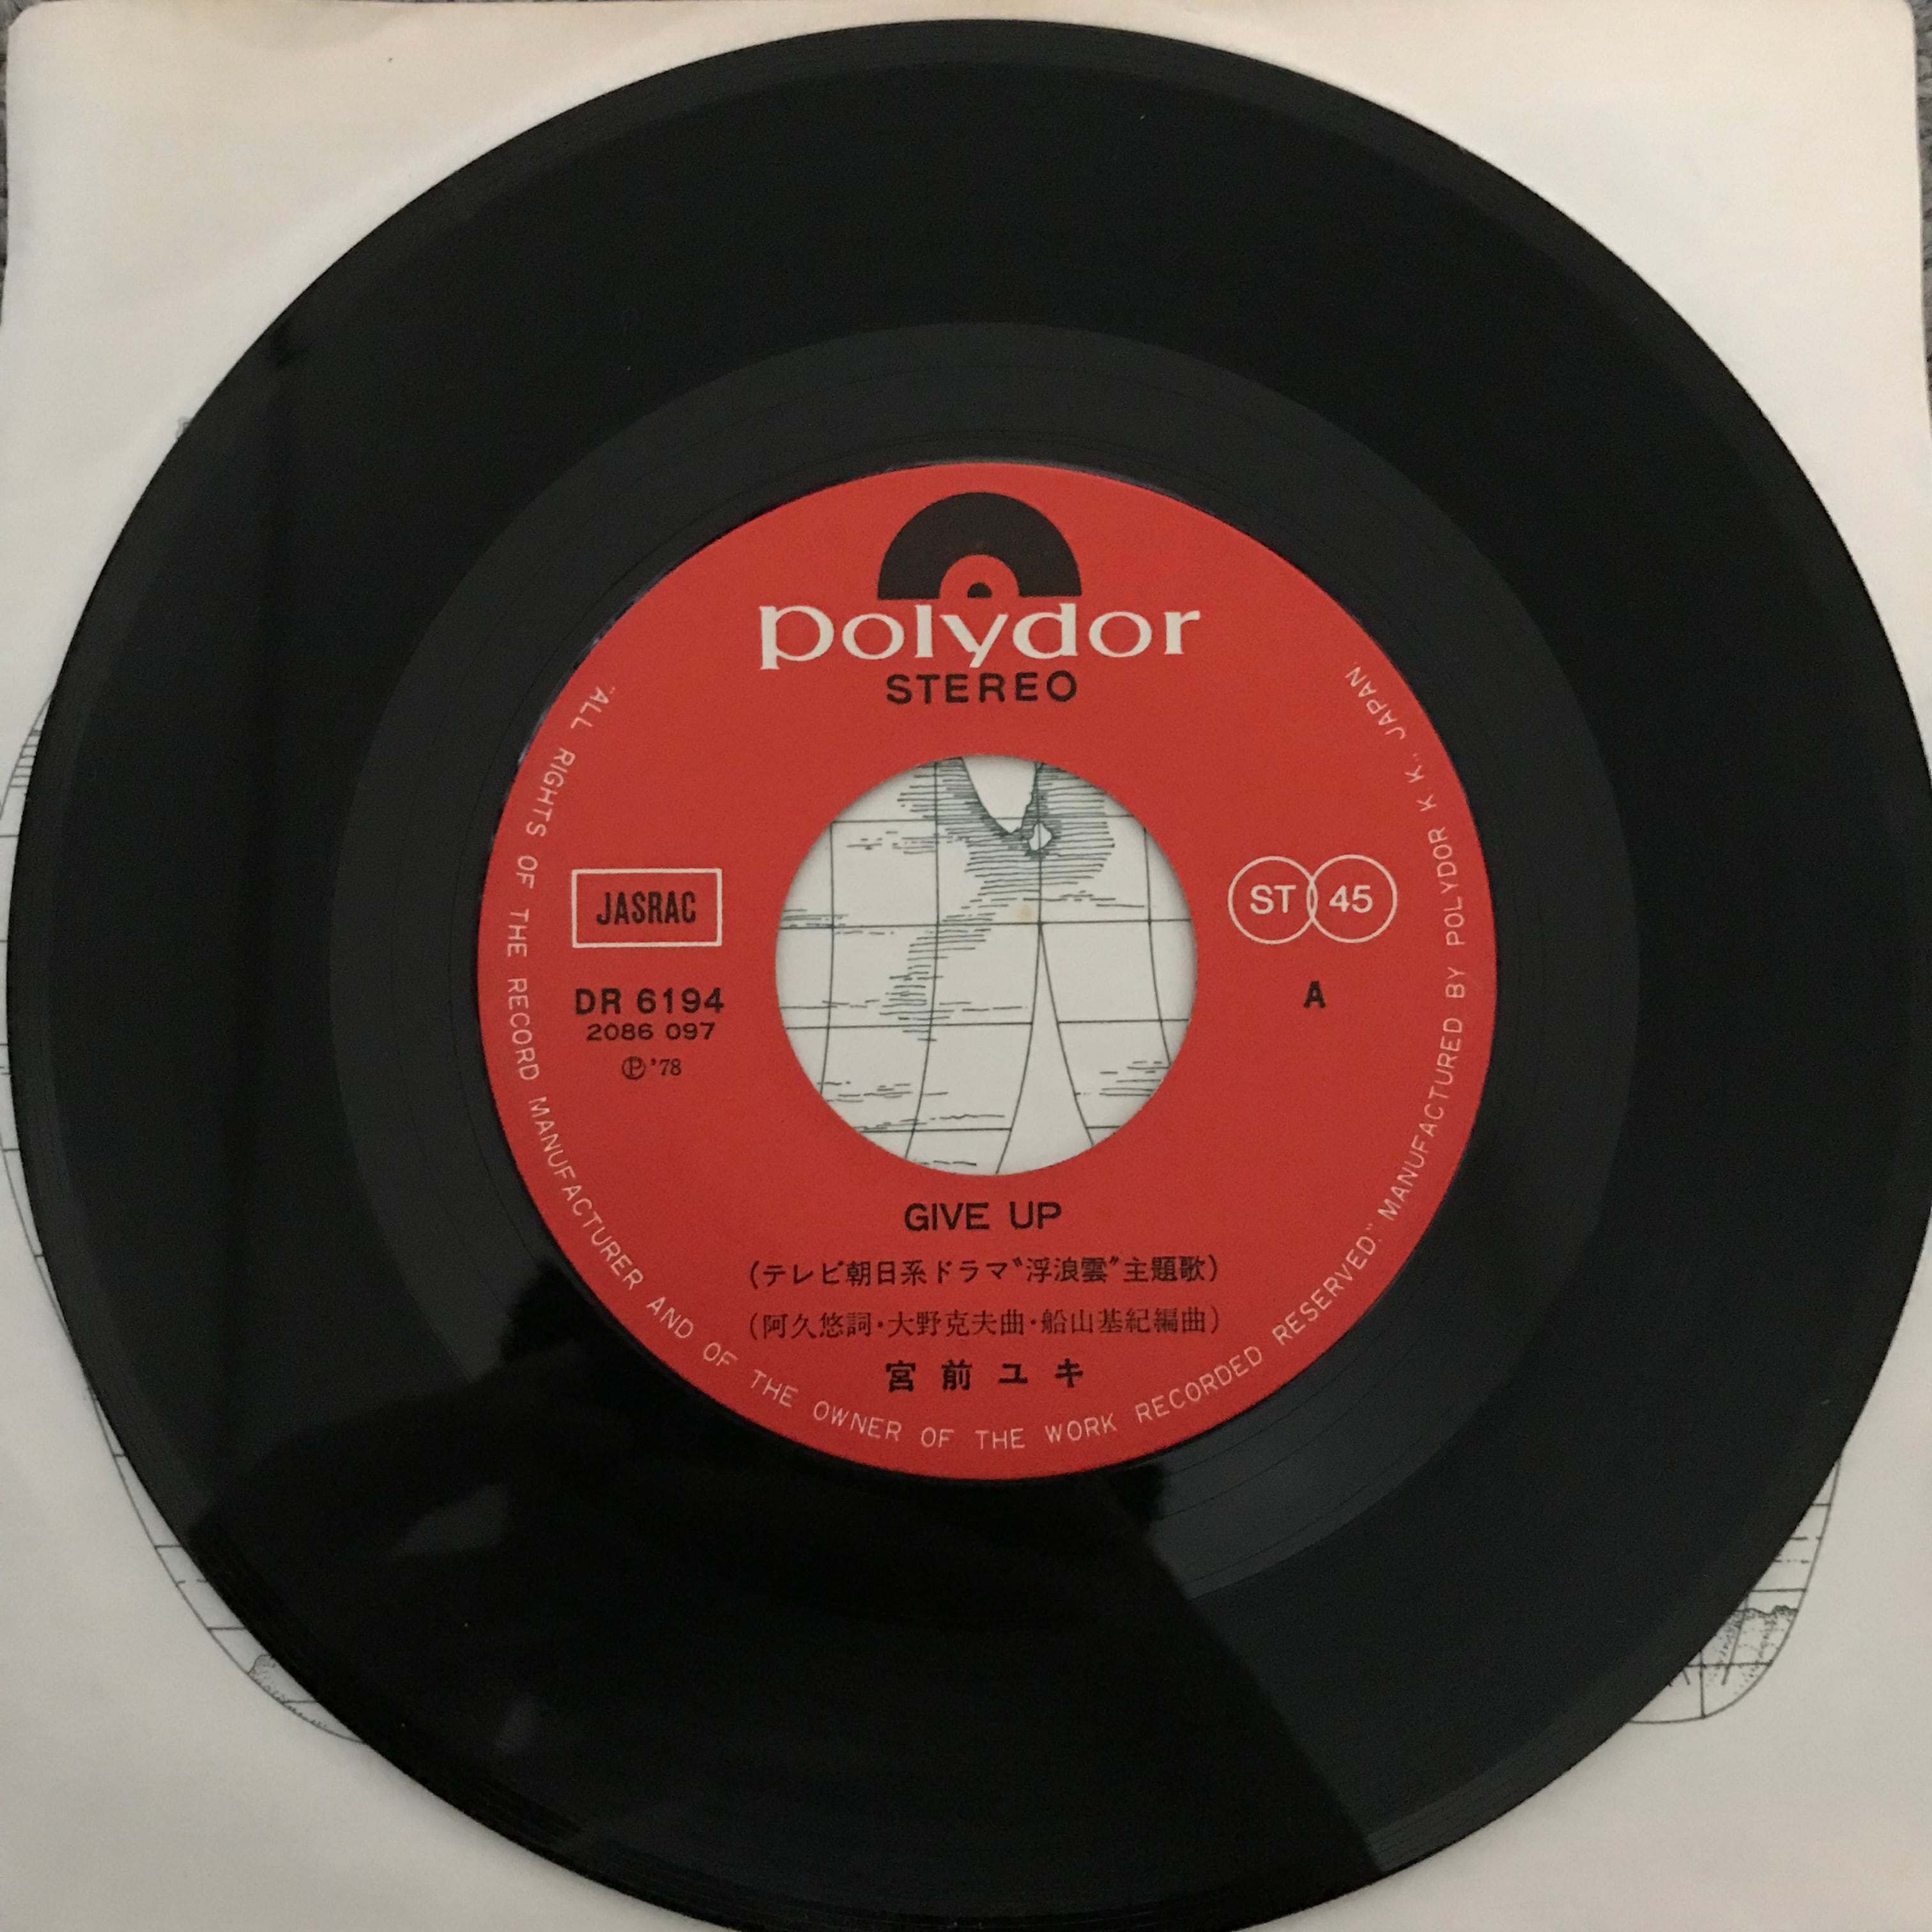 polydor
STEREO
JASRAC
DR 6194
2086 097
Ⓟ'78
ST 45
A
GIVE UP
(テレビ朝日系ドラマ〝浮浪雲〟主題歌)
(阿久悠詞・大野克夫曲・船山基紀編曲)
宮前ユキ
"ALL RIGHTS OF THE RECORD MANUFACTURER AND OF THE OWNER OF THE WORK RECORDED RESERVED." MANUFACTURED BY POLYDOR K K., JAPAN